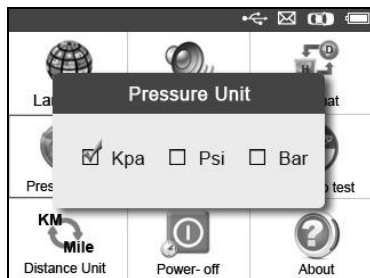 La
Pressure Unit
at
Kpa Psi Bar
Pres
o test
KM
Mile
Distance Unit
Power- off
About